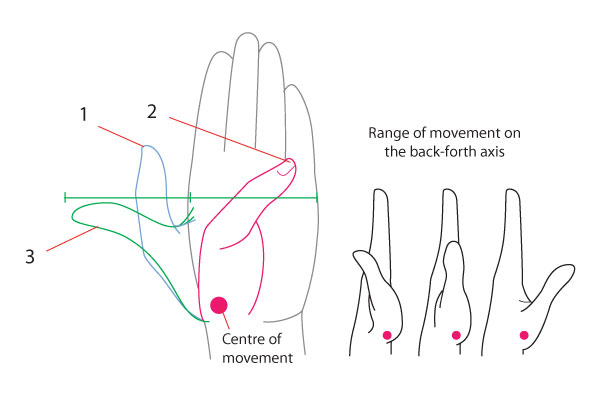 1
2
Range of movement on
the back-forth axis
3
Centre of
movement